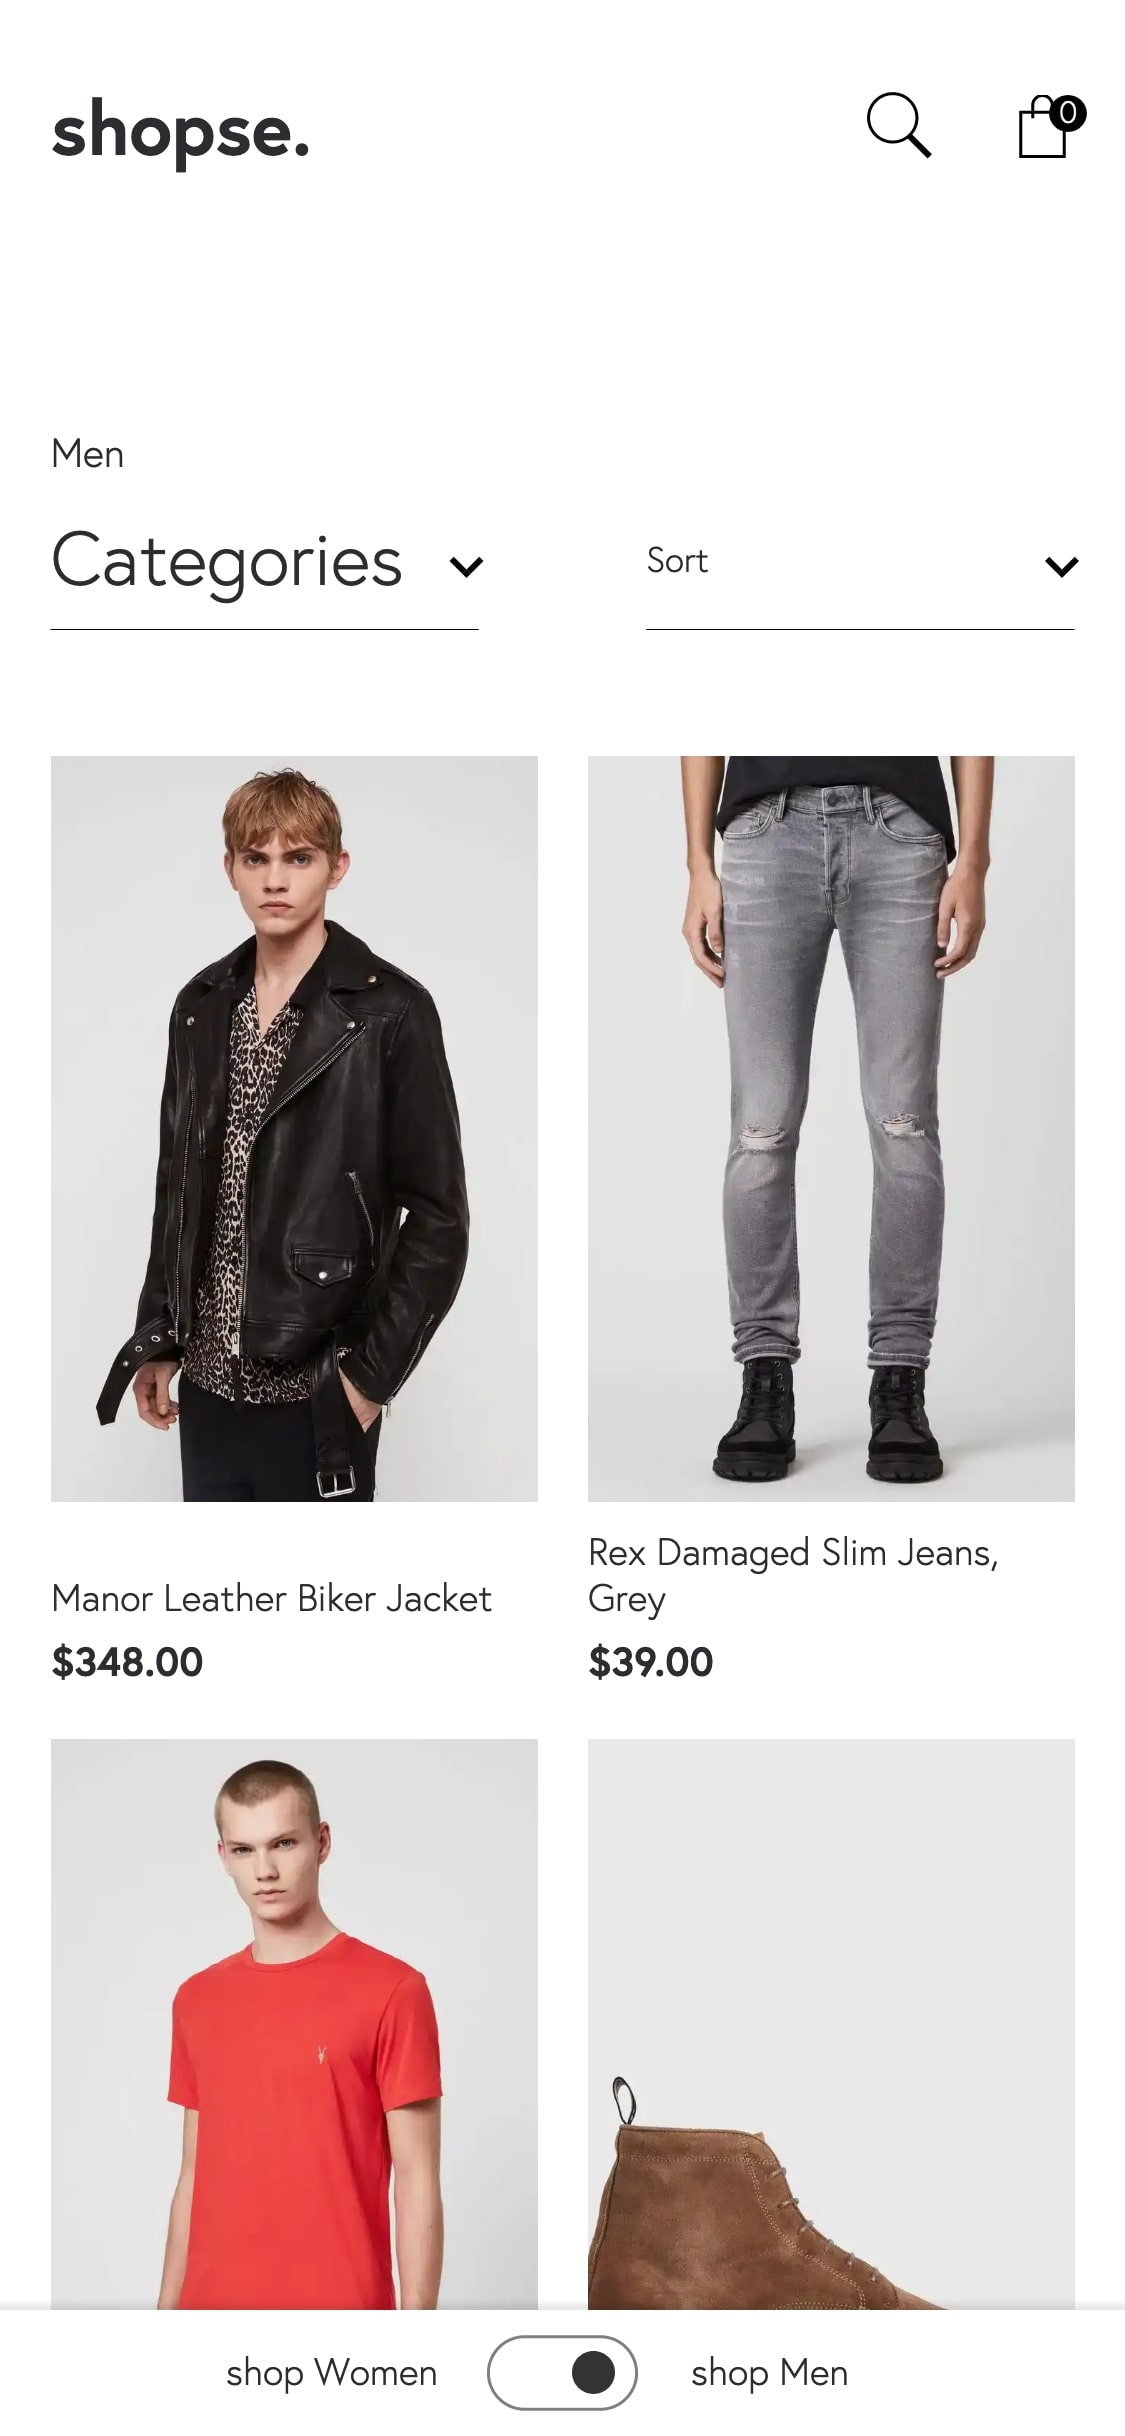 shopse.
0
Men
Categories
Sort
Manor Leather Biker Jacket
$348.00
Rex Damaged Slim Jeans,
Grey
$39.00
shop Women
shop Men